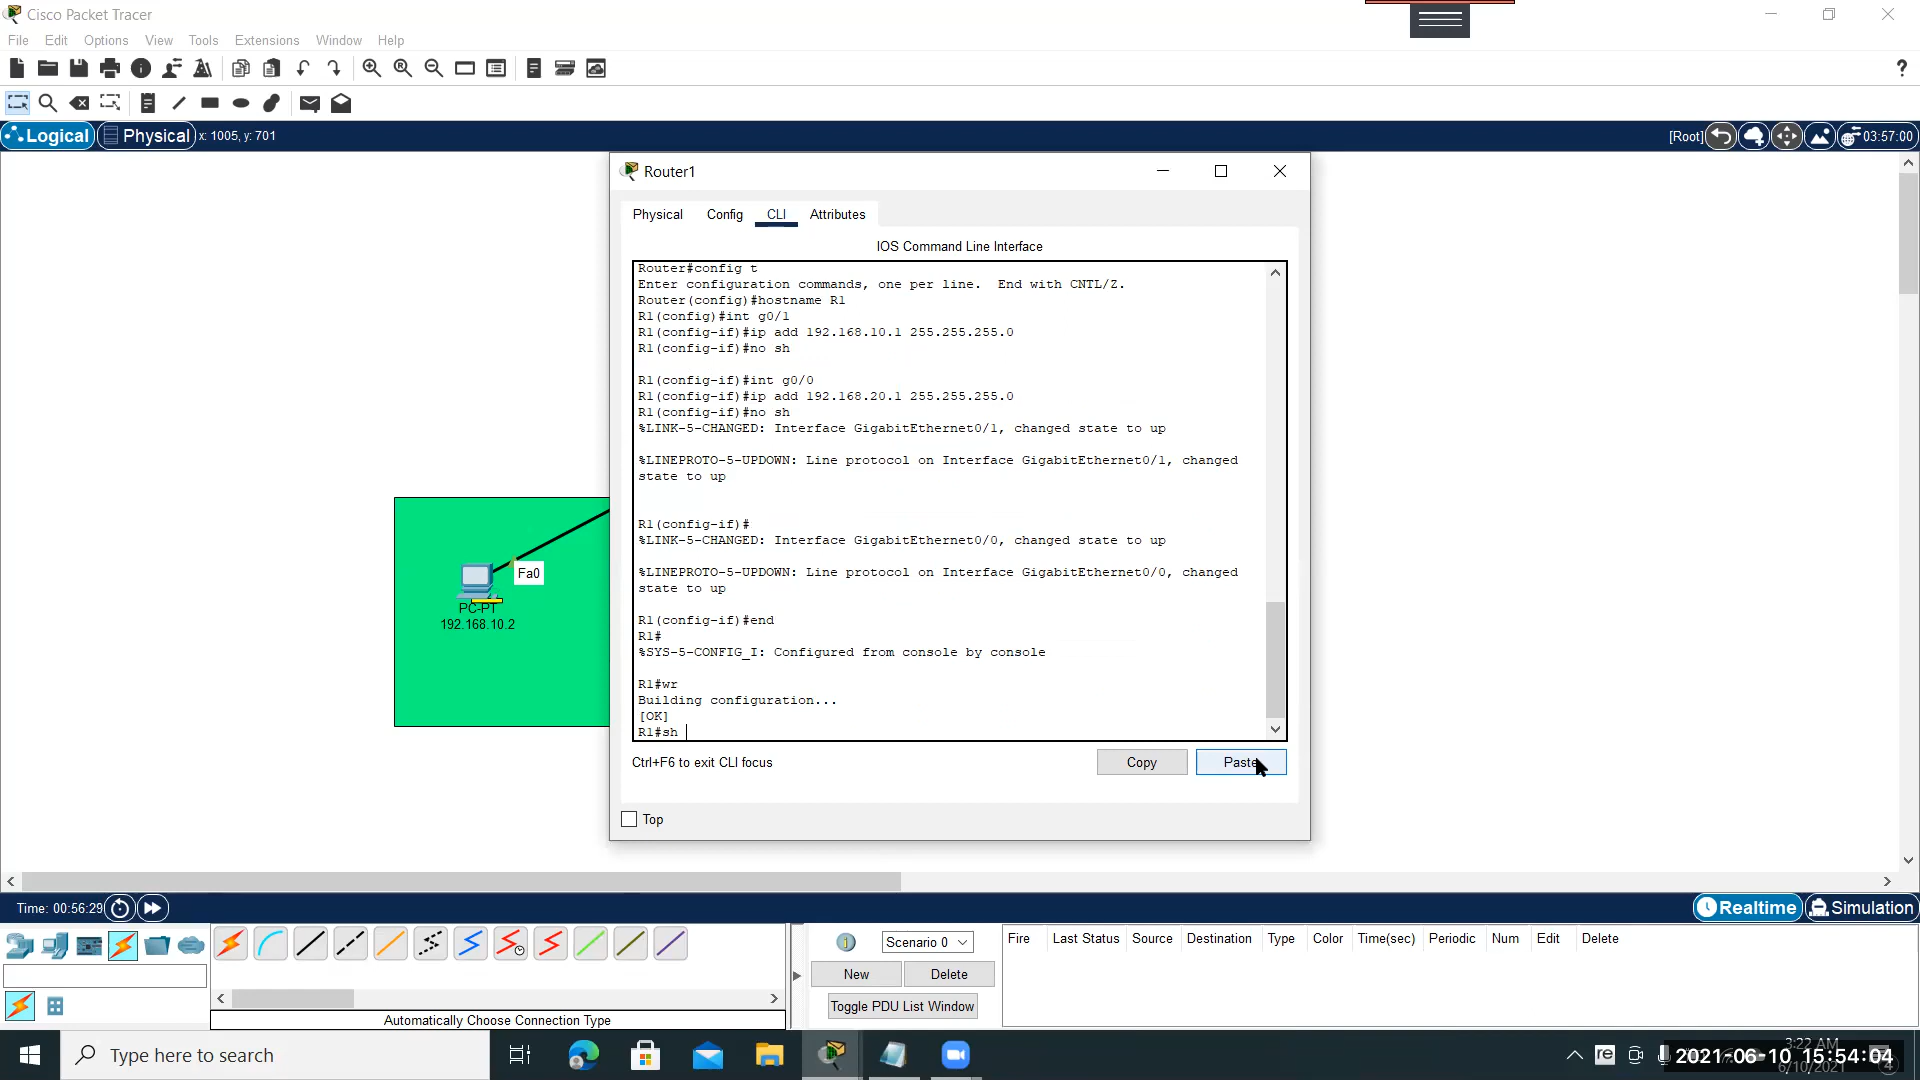 Cisco Packet Tracer
File Edit Options View Tools Extensions Window Help
?
Logical Physical x: 1005, y: 701 [Root] 03:57:00
Router1
Physical Config CLI Attributes
IOS Command Line Interface
Router#config t
Enter configuration commands, one per line. End with CNTL/Z.
Router(config)#hostname R1
R1(config)#int g0/1
R1(config-if)#ip add 192.168.10.1 255.255.255.0
R1(config-if)#no sh
R1(config-if)#int g0/0
R1(config-if)#ip add 192.168.20.1 255.255.255.0
R1(config-if)#no sh
%LINK-5-CHANGED: Interface GigabitEthernet0/1, changed state to up
%LINEPROTO-5-UPDOWN: Line protocol on Interface GigabitEthernet0/1, changed
state to up
R1(config-if)#
%LINK-5-CHANGED: Interface GigabitEthernet0/0, changed state to up
%LINEPROTO-5-UPDOWN: Line protocol on Interface GigabitEthernet0/0, changed
state to up
R1(config-if)#end
R1#
%SYS-5-CONFIG_I: Configured from console by console
R1#wr
Building configuration...
[OK]
R1#sh
Ctrl+F6 to exit CLI focus Copy Paste
Top
Fa0
PC-PT
192.168.10.2
Time: 00:56:29 Realtime Simulation
Scenario 0
New Delete
Toggle PDU List Window
Fire Last Status Source Destination Type Color Time(sec) Periodic Num Edit Delete
Automatically Choose Connection Type
Type here to search
re
3:22 AM
6/10/2021
2021-06-10 15:54:04
4